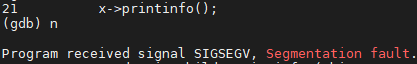 21        x->printinfo();
(gdb) n

Program received signal SIGSEGV, Segmentation fault.